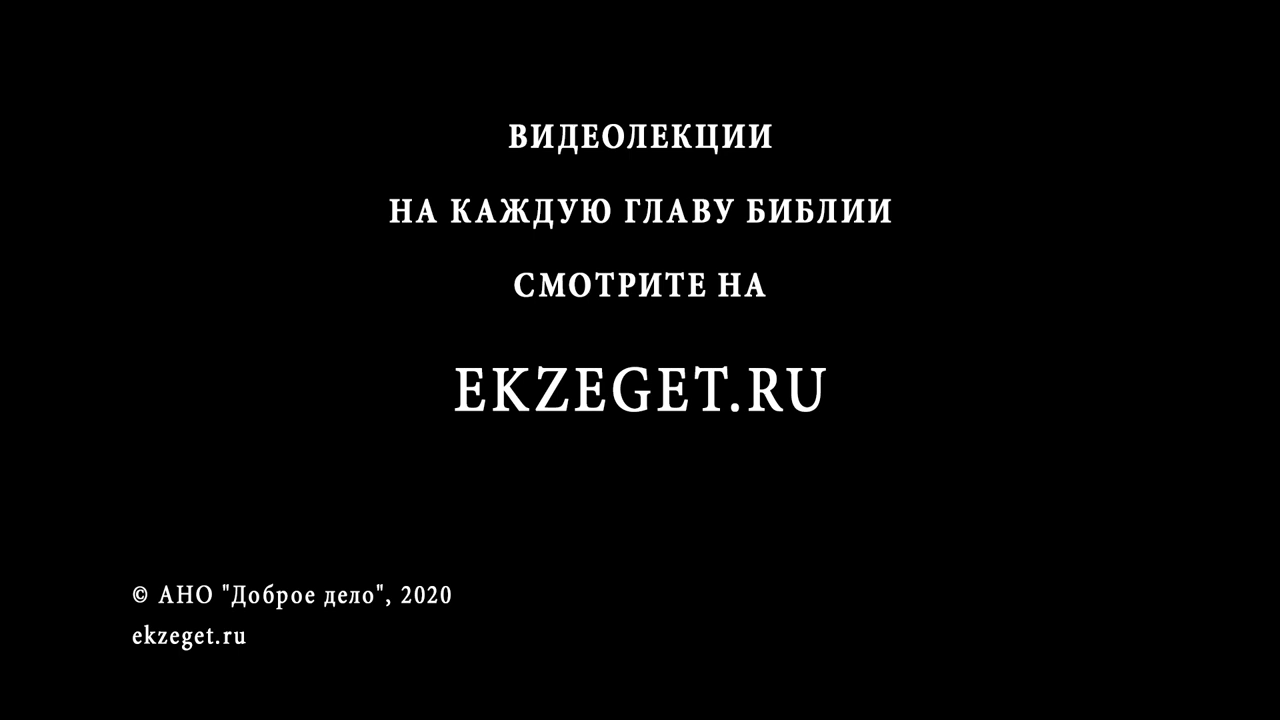 ВИДЕОЛЕКЦИИ
НА КАЖДУЮ ГЛАВУ БИБЛИИ
СМОТРИТЕ НА
EKZEGET.RU
© АНО "Доброе дело", 2020
ekzeget.ru